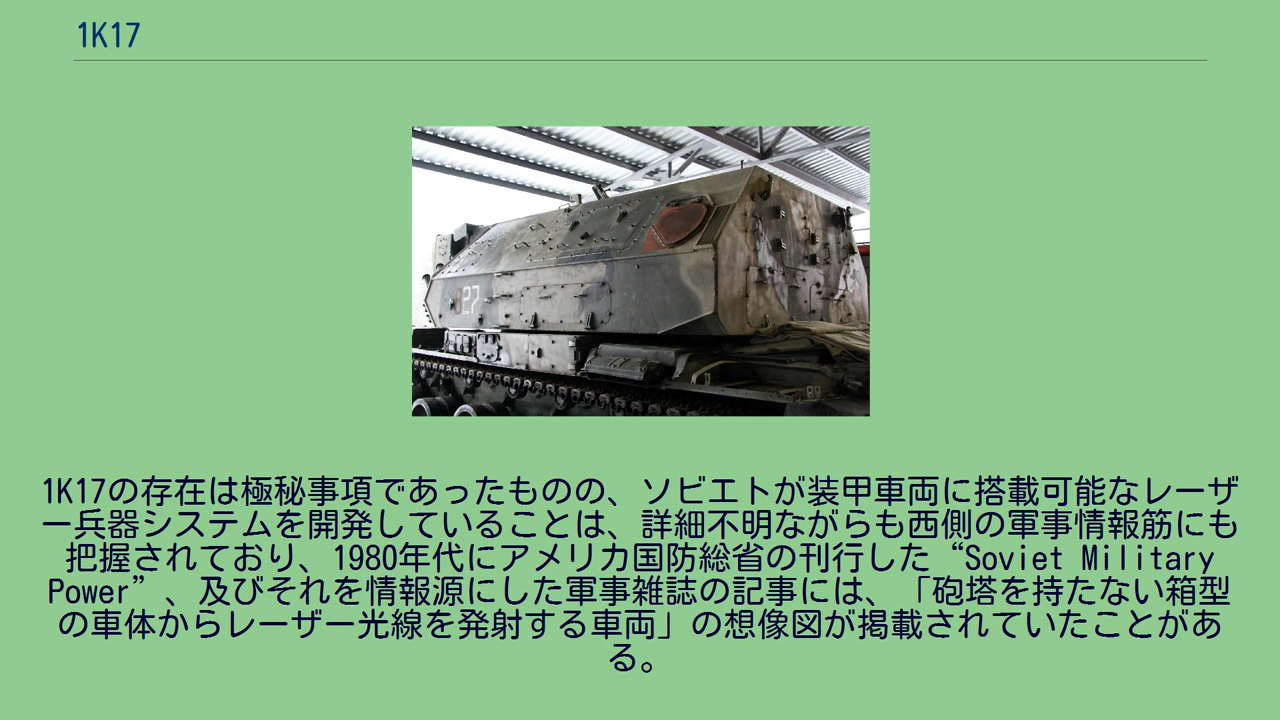 1K17
27
1K17の存在は極秘事項であったものの、ソビエトが装甲車両に搭載可能なレーザ
ー兵器システムを開発していることは、詳細不明ながらも西側の軍事情報筋にも
把握されており、1980年代にアメリカ国防総省の刊行した“Soviet Military
Power”、及びそれを情報源にした軍事雑誌の記事には、「砲塔を持たない箱型
の車体からレーザー光線を発射する車両」の想像図が掲載されていたことがあ
る。